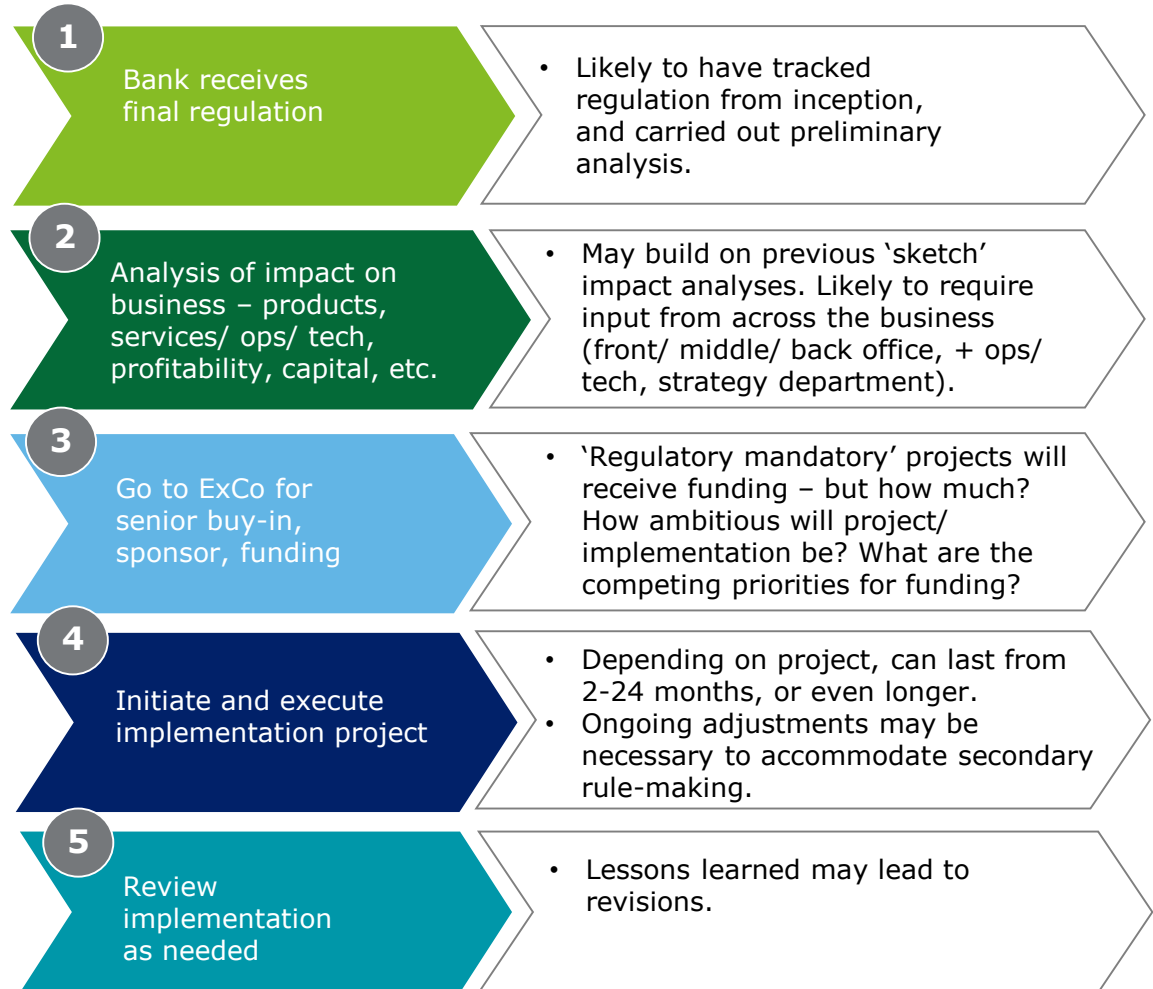 1
Bank receives
final regulation
• Likely to have tracked
regulation from inception,
and carried out preliminary
analysis.
2
Analysis of impact on
business – products,
services/ ops/ tech,
profitability, capital, etc.
• May build on previous ‘sketch’
impact analyses. Likely to require
input from across the business
(front/ middle/ back office, + ops/
tech, strategy department).
3
Go to ExCo for
senior buy-in,
sponsor, funding
• ‘Regulatory mandatory’ projects will
receive funding – but how much?
How ambitious will project/
implementation be? What are the
competing priorities for funding?
4
Initiate and execute
implementation project
• Depending on project, can last from
2-24 months, or even longer.
• Ongoing adjustments may be
necessary to accommodate secondary
rule-making.
5
Review
implementation
as needed
• Lessons learned may lead to
revisions.